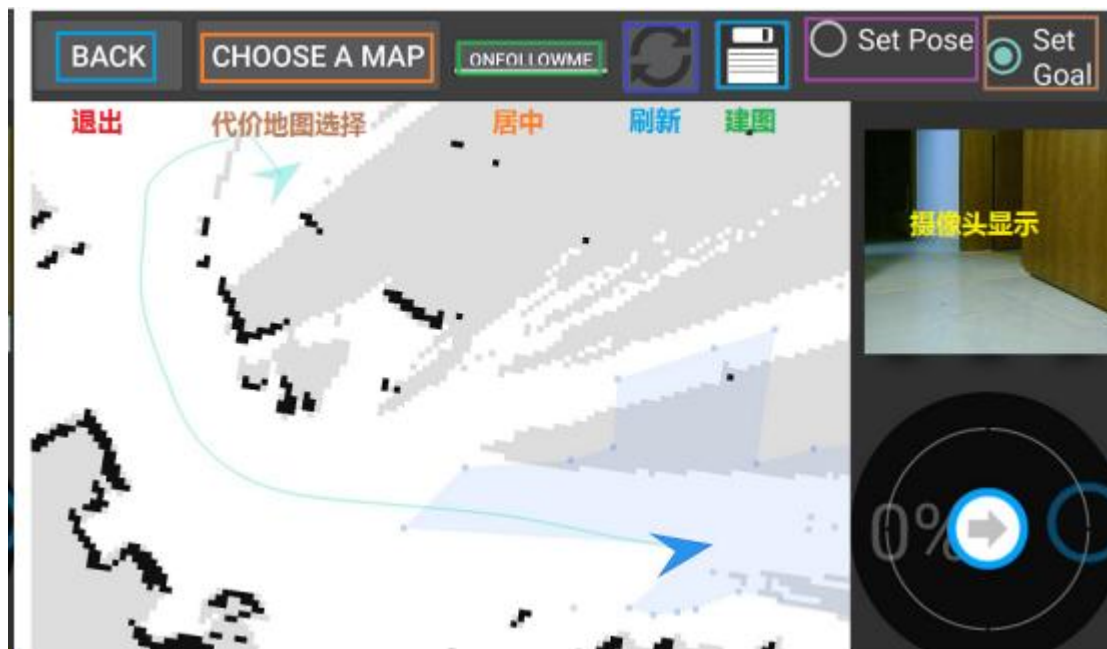 BACK
CHOOSE A MAP
ONFOLLOWME
Set Pose
Set
Goal
退出
代价地图选择
居中
刷新
建图
摄像头显示
0%